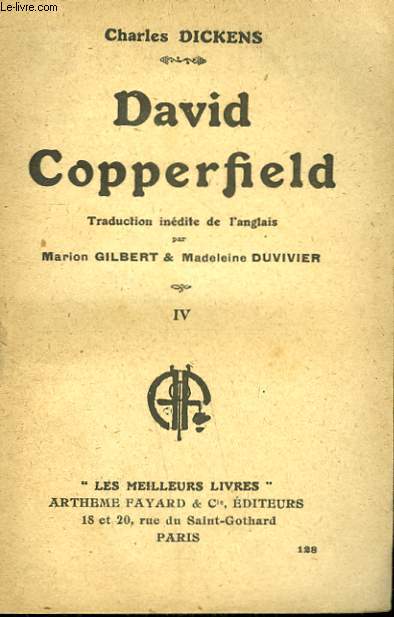 Le-livre.com
Charles DICKENS
David
Copperfield
Traduction inédite de l'anglais
par
Marion GILBERT & Madeleine DUVIVIER
IV
" LES MEILLEURS LIVRES "
ARTHEME FAYARD & Cie, ÉDITEURS
18 et 20, rue du Saint-Gothard
PARIS
128